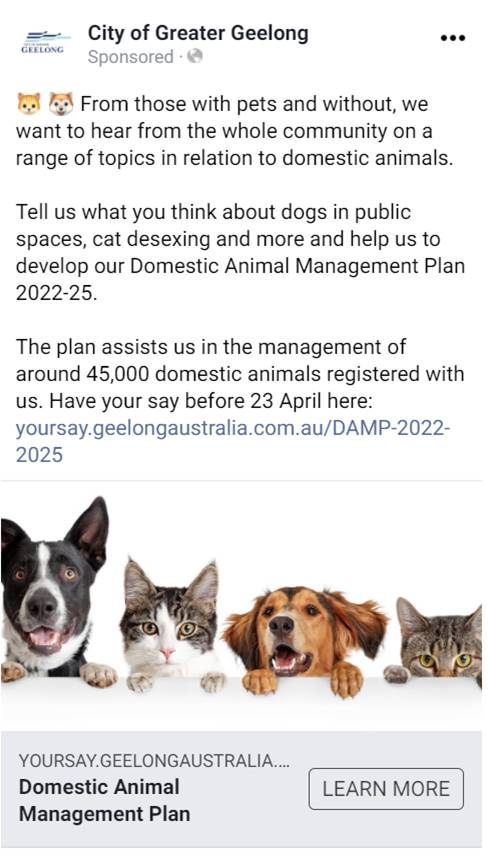 City of Greater Geelong
Sponsored ·
CITY OF GREATER
GEELONG
🐱 🐶 From those with pets and without, we
want to hear from the whole community on a
range of topics in relation to domestic animals.
Tell us what you think about dogs in public
spaces, cat desexing and more and help us to
develop our Domestic Animal Management Plan
2022-25.
The plan assists us in the management of
around 45,000 domestic animals registered with
us. Have your say before 23 April here:
yoursay.geelongaustralia.com.au/DAMP-2022-
2025
YOURSAY.GEELONGAUSTRALIA....
Domestic Animal
Management Plan
LEARN MORE